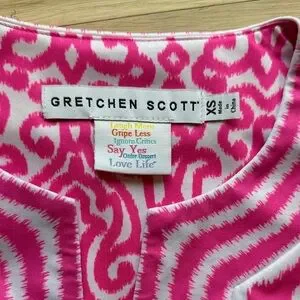 GRETCHEN SCOTT
XS
Made
in
China
Laugh More
Gripe Less
Ignore Critics
Say Yes
Order Dessert
Love Life